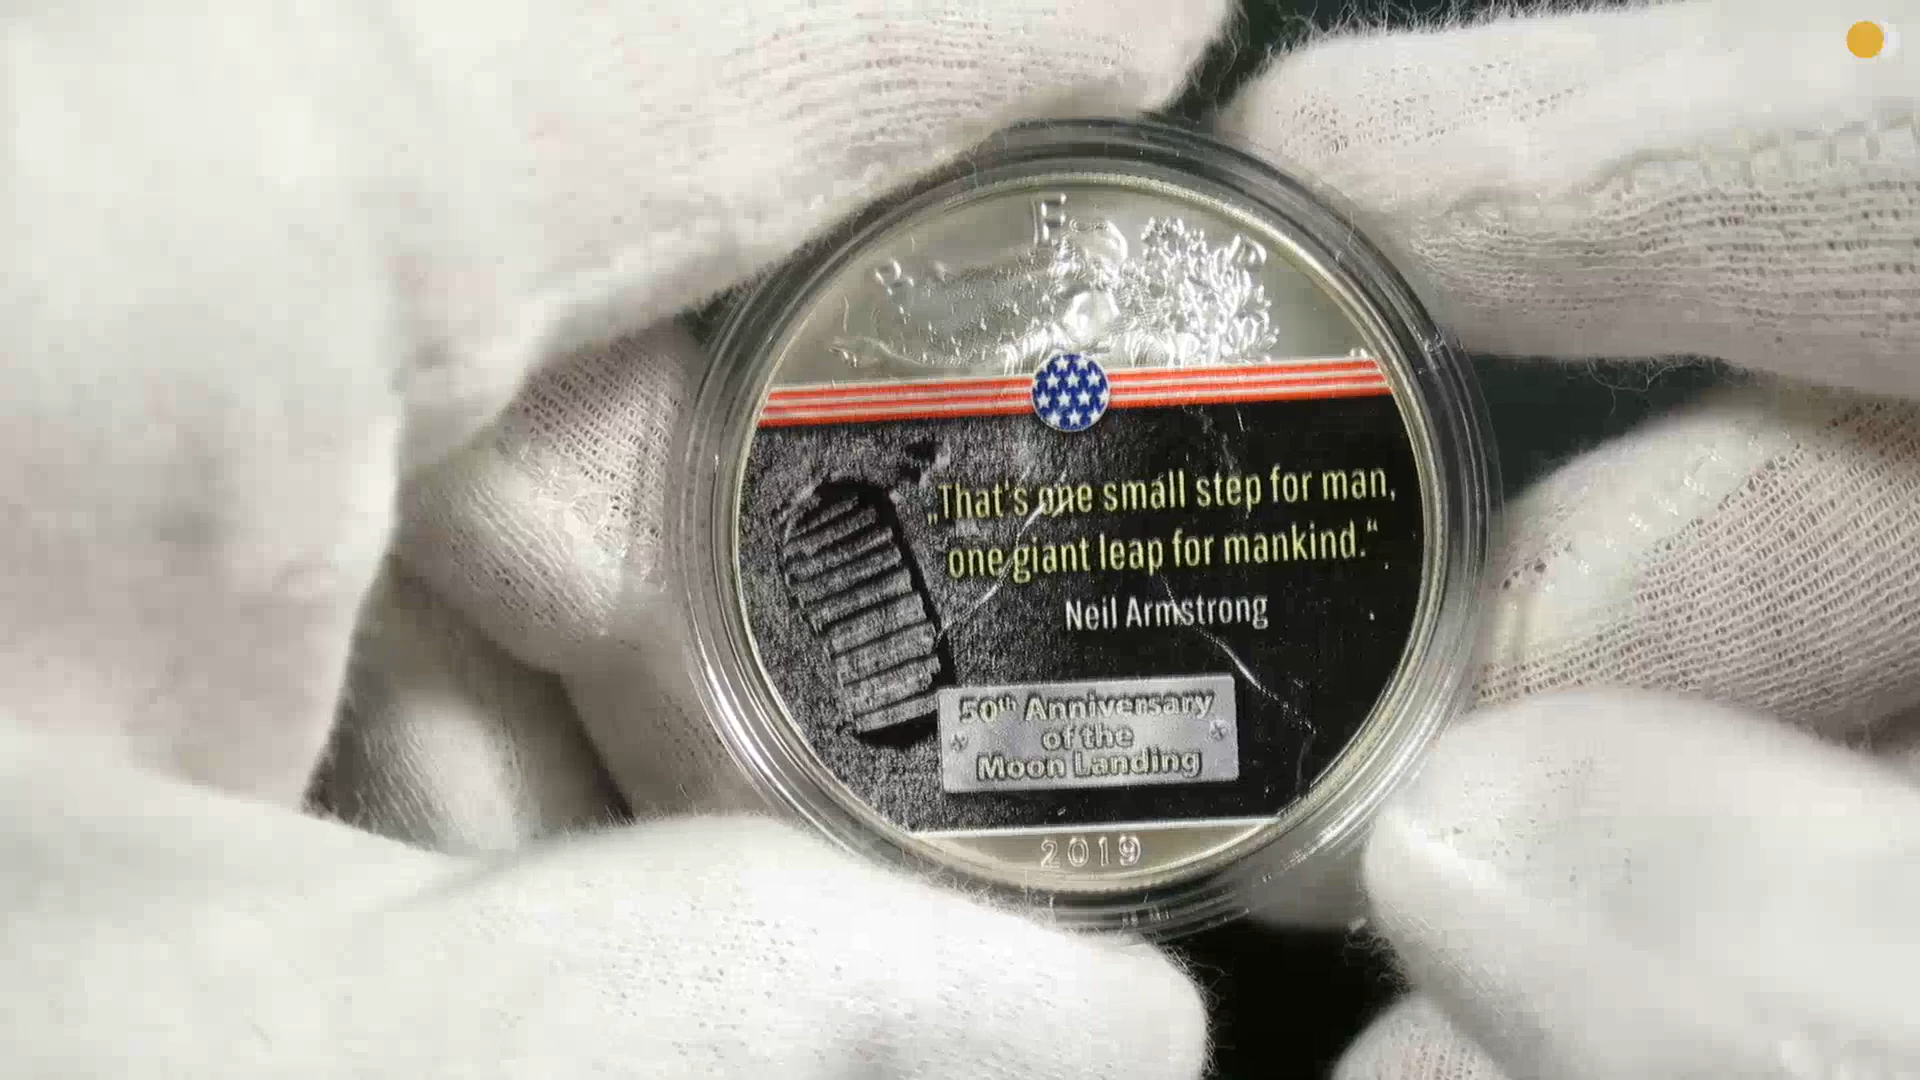 „That's one small step for man,
one giant leap for mankind.“
Neil Armstrong
50th Anniversary
of the
Moon Landing
2019